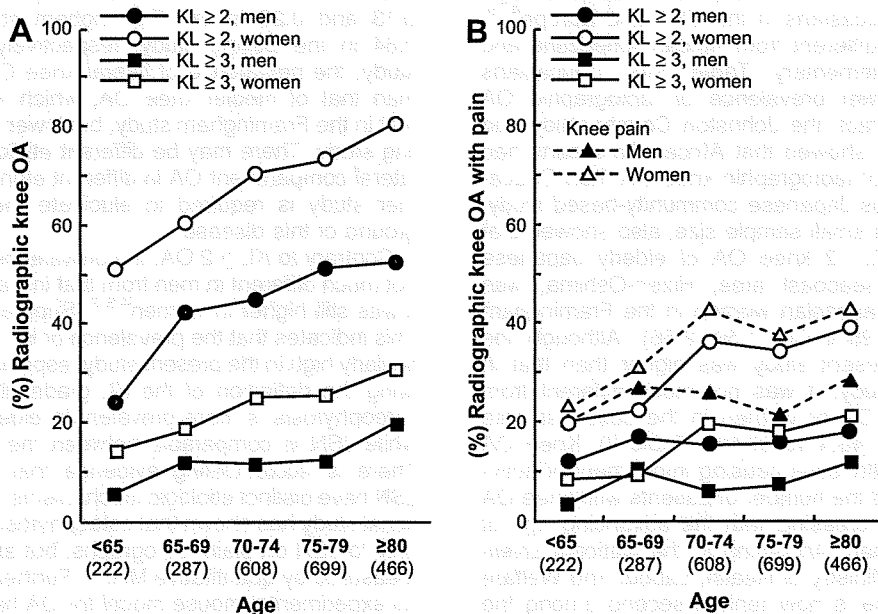 A
KL ≥ 2, men
KL ≥ 2, women
KL ≥ 3, men
KL ≥ 3, women
(%) Radiographic knee OA
100
80
60
40
20
0
<65 65-69 70-74 75-79 ≥80
(222) (287) (608) (699) (466)
Age
B
KL ≥ 2, men
KL ≥ 2, women
KL ≥ 3, men
KL ≥ 3, women
Knee pain
Men
Women
(%) Radiographic knee OA with pain
100
80
60
40
20
0
<65 65-69 70-74 75-79 ≥80
(222) (287) (608) (699) (466)
Age